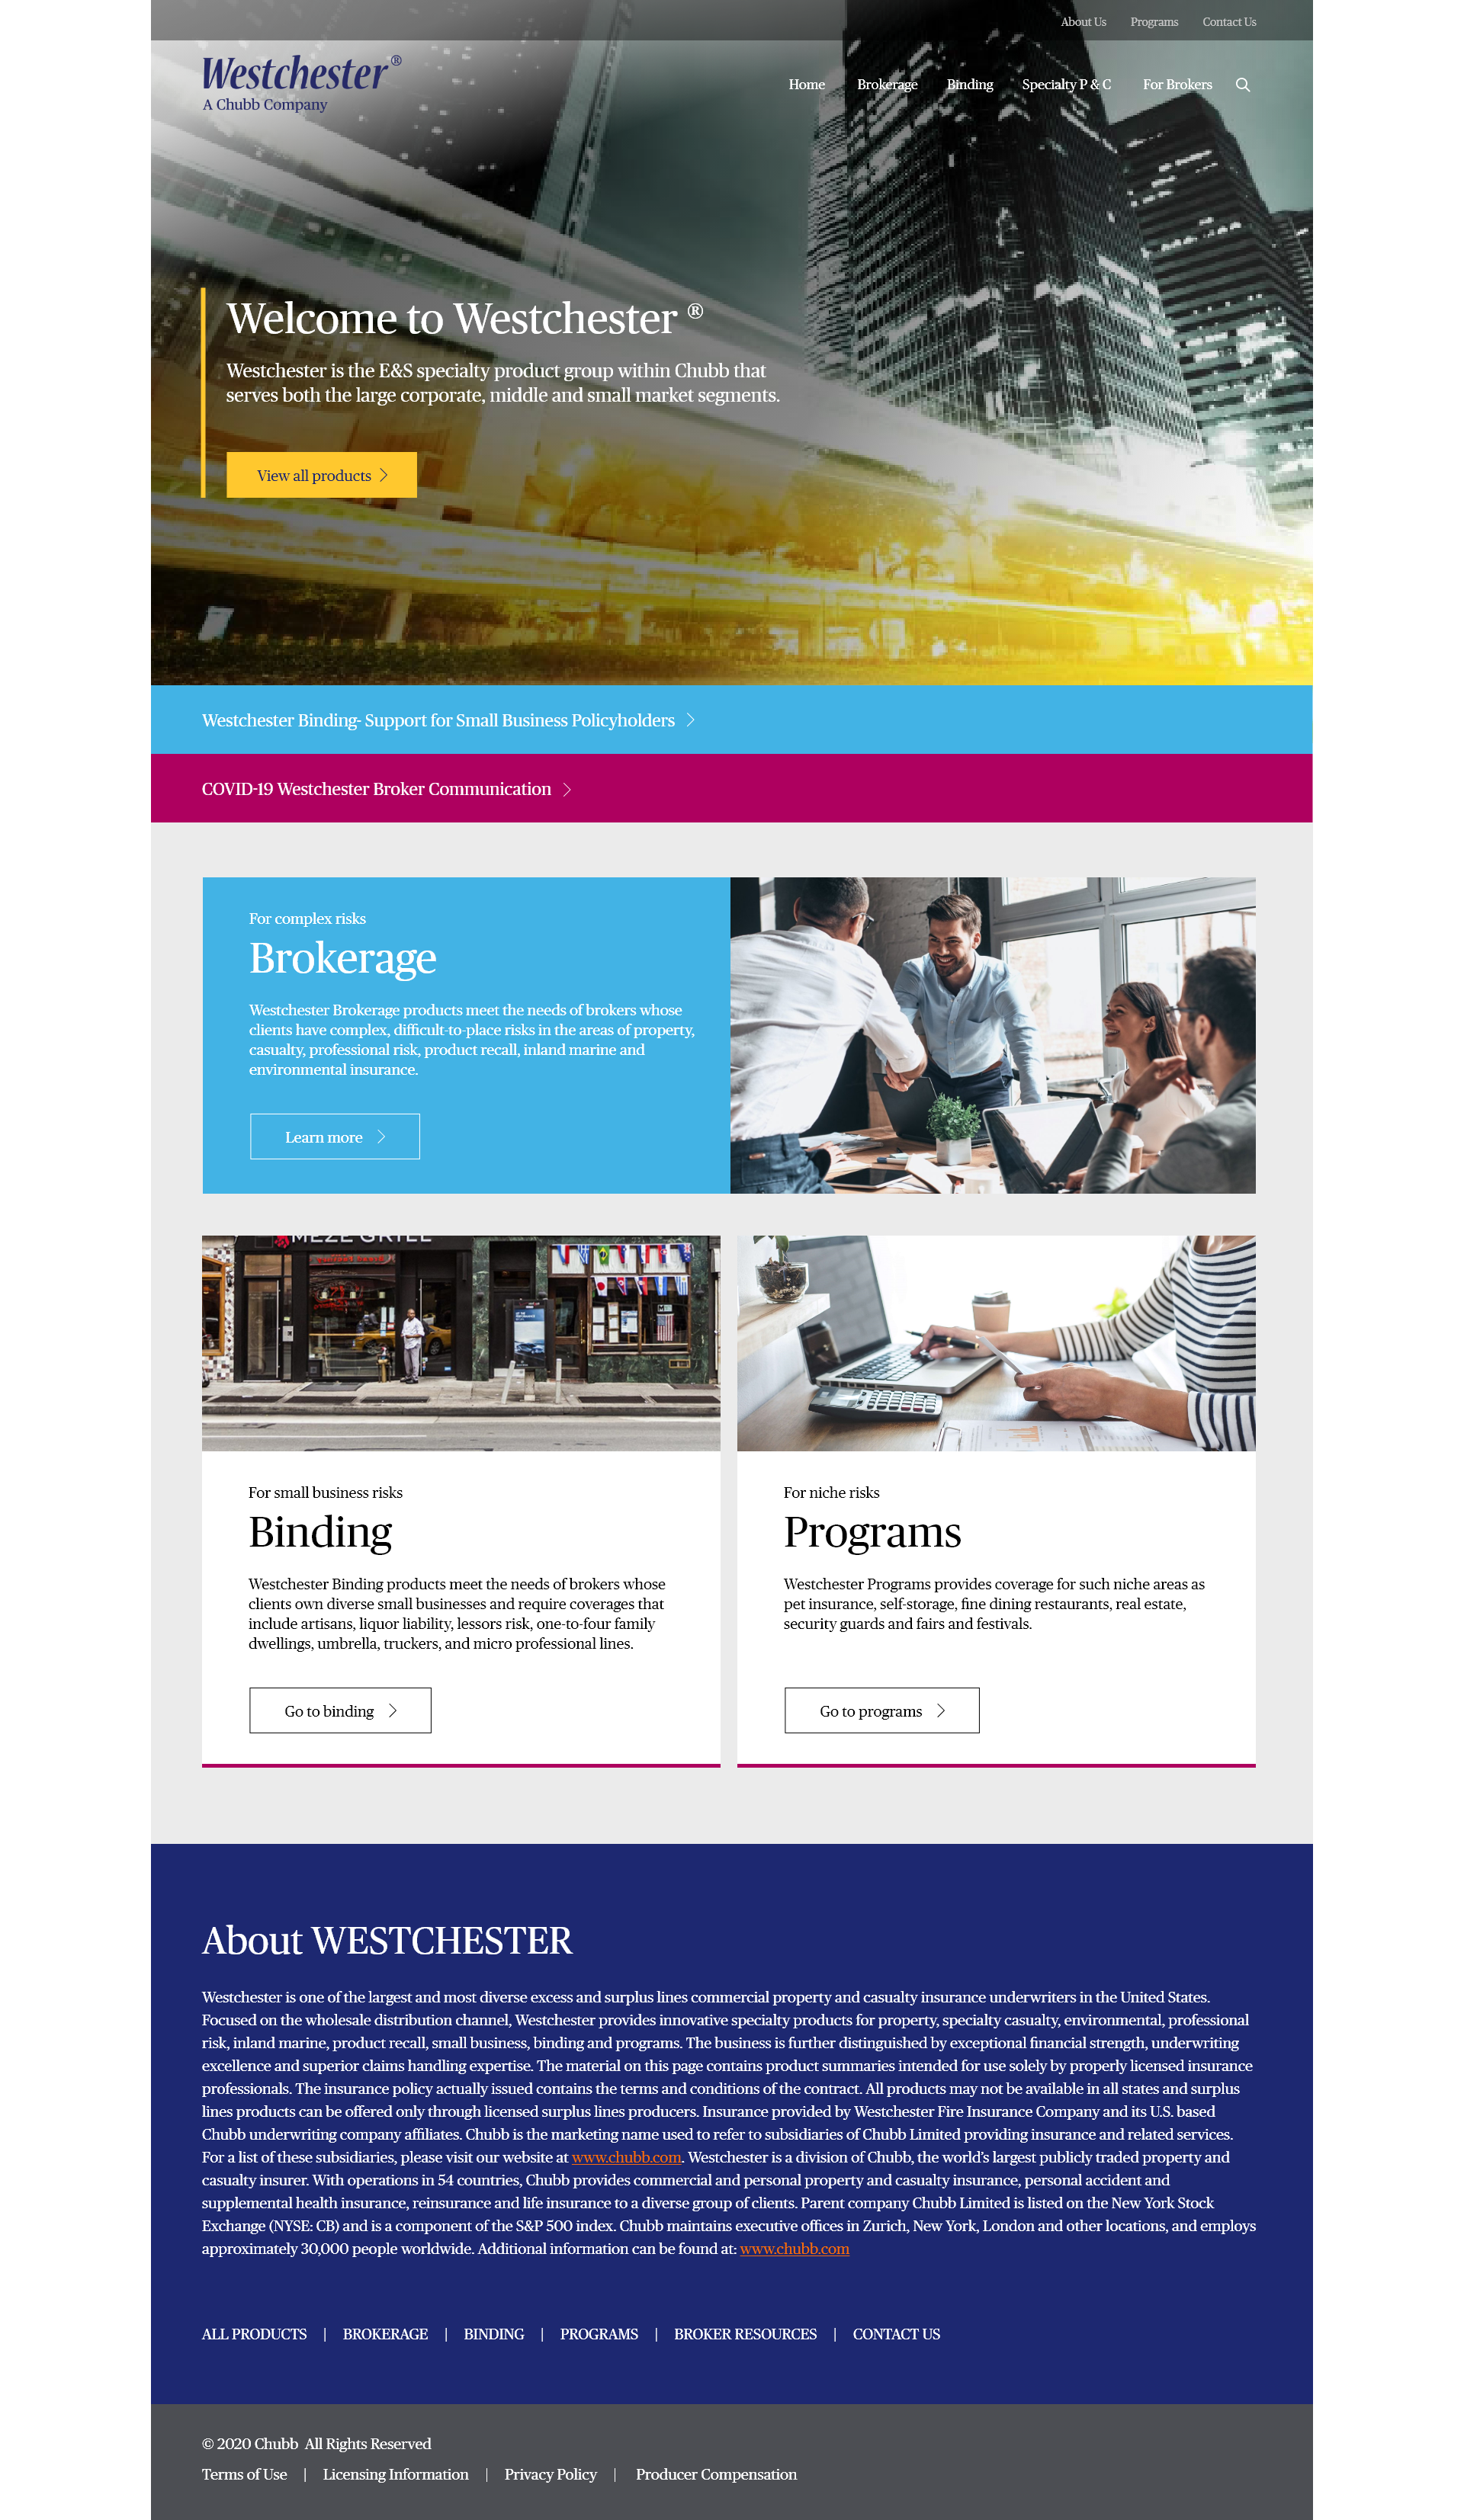 About Us Programs Contact Us
Westchester®
A Chubb Company
Home Brokerage Binding Specialty P & C For Brokers
Welcome to Westchester ®
Westchester is the E&S specialty product group within Chubb that
serves both the large corporate, middle and small market segments.
View all products
Westchester Binding- Support for Small Business Policyholders
COVID-19 Westchester Broker Communication
For complex risks
Brokerage
Westchester Brokerage products meet the needs of brokers whose
clients have complex, difficult-to-place risks in the areas of property,
casualty, professional risk, product recall, inland marine and
environmental insurance.
Learn more
MEZE GRILL
For small business risks
Binding
Westchester Binding products meet the needs of brokers whose
clients own diverse small businesses and require coverages that
include artisans, liquor liability, lessors risk, one-to-four family
dwellings, umbrella, truckers, and micro professional lines.
Go to binding
For niche risks
Programs
Westchester Programs provides coverage for such niche areas as
pet insurance, self-storage, fine dining restaurants, real estate,
security guards and fairs and festivals.
Go to programs
About WESTCHESTER
Westchester is one of the largest and most diverse excess and surplus lines commercial property and casualty insurance underwriters in the United States.
Focused on the wholesale distribution channel, Westchester provides innovative specialty products for property, specialty casualty, environmental, professional
risk, inland marine, product recall, small business, binding and programs. The business is further distinguished by exceptional financial strength, underwriting
excellence and superior claims handling expertise. The material on this page contains product summaries intended for use solely by properly licensed insurance
professionals. The insurance policy actually issued contains the terms and conditions of the contract. All products may not be available in all states and surplus
lines products can be offered only through licensed surplus lines producers. Insurance provided by Westchester Fire Insurance Company and its U.S. based
Chubb underwriting company affiliates. Chubb is the marketing name used to refer to subsidiaries of Chubb Limited providing insurance and related services.
For a list of these subsidiaries, please visit our website at www.chubb.com. Westchester is a division of Chubb, the world's largest publicly traded property and
casualty insurer. With operations in 54 countries, Chubb provides commercial and personal property and casualty insurance, personal accident and
supplemental health insurance, reinsurance and life insurance to a diverse group of clients. Parent company Chubb Limited is listed on the New York Stock
Exchange (NYSE: CB) and is a component of the S&P 500 index. Chubb maintains executive offices in Zurich, New York, London and other locations, and employs
approximately 30,000 people worldwide. Additional information can be found at: www.chubb.com
ALL PRODUCTS | BROKERAGE | BINDING | PROGRAMS | BROKER RESOURCES | CONTACT US
© 2020 Chubb All Rights Reserved
Terms of Use | Licensing Information | Privacy Policy | Producer Compensation